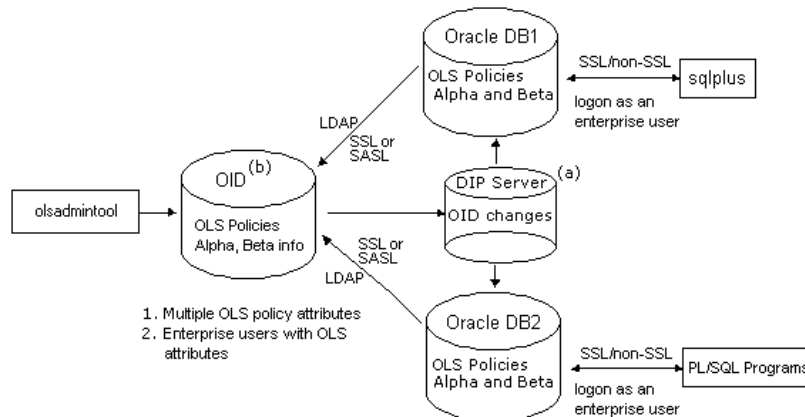 Oracle DB1
OLS Policies
Alpha and Beta
SSL/non-SSL
sqlplus
logon as an
enterprise user
LDAP
SSL or
SASL
OID (b)
OLS Policies
Alpha, Beta info
olsadmintool
DIP Server (a)
OID changes
SSL or
SASL
LDAP
1. Multiple OLS policy attributes
2. Enterprise users with OLS
attributes
Oracle DB2
OLS Policies
Alpha and Beta
SSL/non-SSL
PL/SQL Programs
logon as an
enterprise user